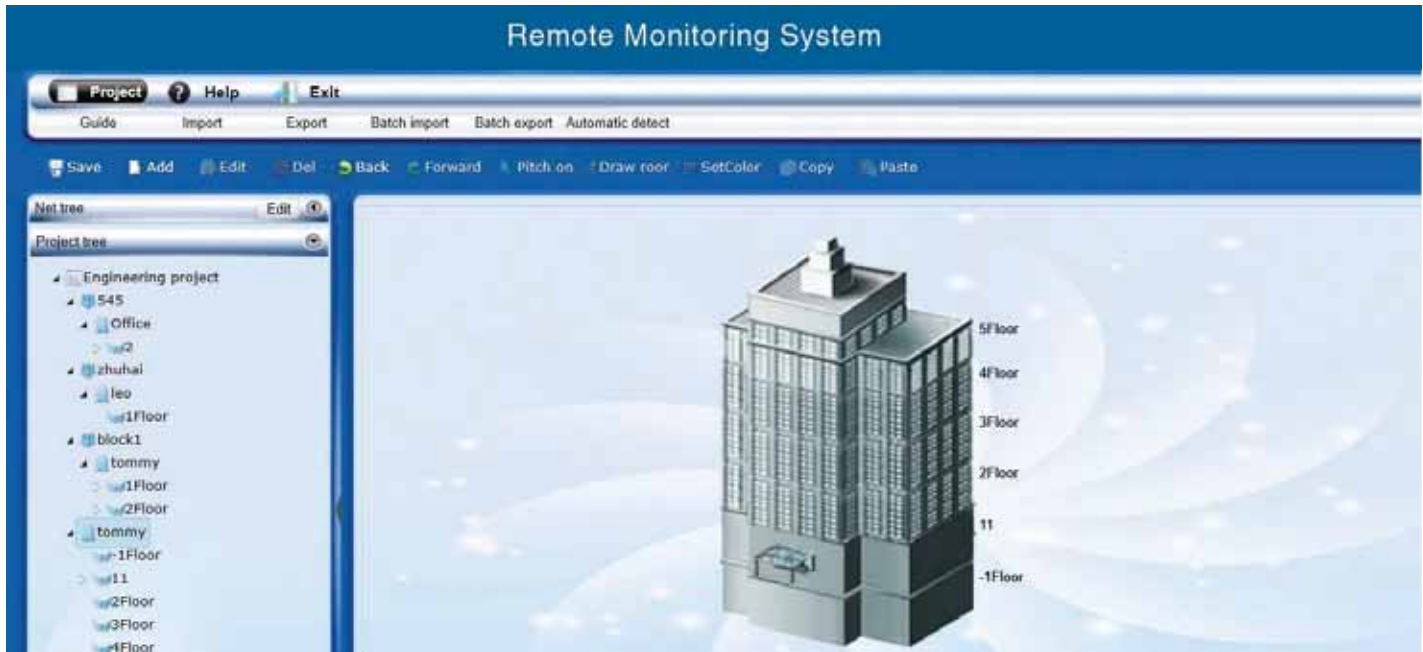 Remote Monitoring System
Project Help Exit
Guide Import Export Batch import Batch export Automatic detect
Save Add Edit Del Back Forward Pitch on Draw roor SetColor Copy Paste
Net tree Edit
Project tree
Engineering project
545
Office
2
zhuhai
leo
1Floor
block1
tommy
1Floor
2Floor
tommy
-1Floor
11
2Floor
3Floor
4Floor
5Floor
4Floor
3Floor
2Floor
11
-1Floor